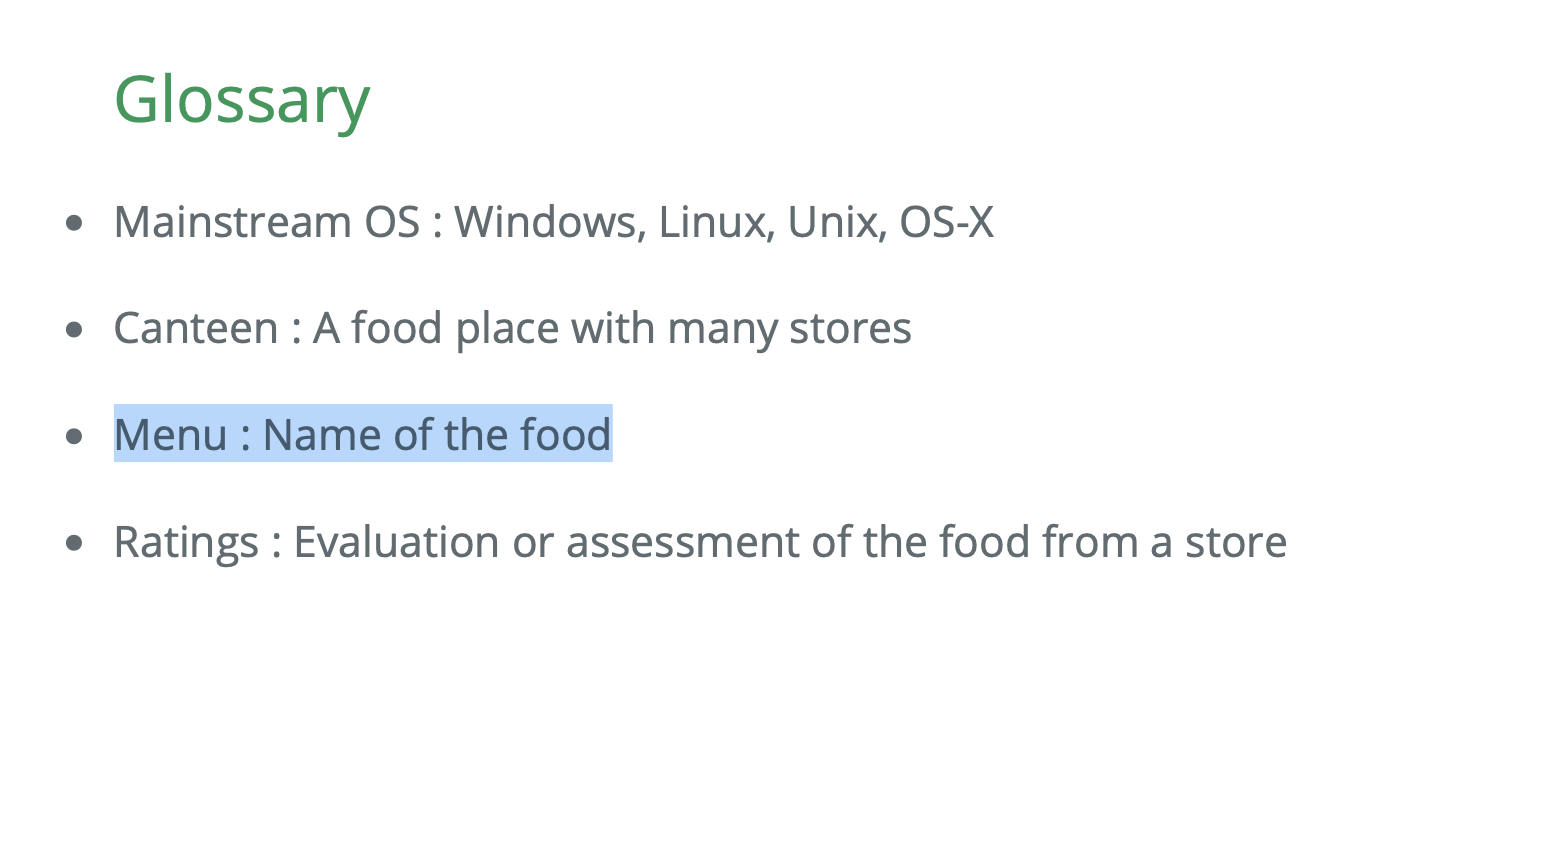 Glossary
Mainstream OS : Windows, Linux, Unix, OS-X
Canteen : A food place with many stores
Menu : Name of the food
Ratings : Evaluation or assessment of the food from a store